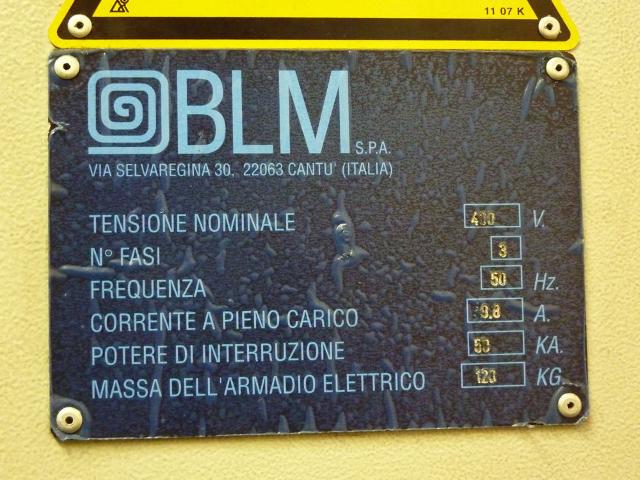 11 07 K
BLM S.P.A.
VIA SELVAREGINA 30, 22063 CANTU' (ITALIA)
TENSIONE NOMINALE 400 V.
N° FASI 3
FREQUENZA 50 Hz.
CORRENTE A PIENO CARICO A.
POTERE DI INTERRUZIONE 50 KA.
MASSA DELL'ARMADIO ELETTRICO 120 KG.